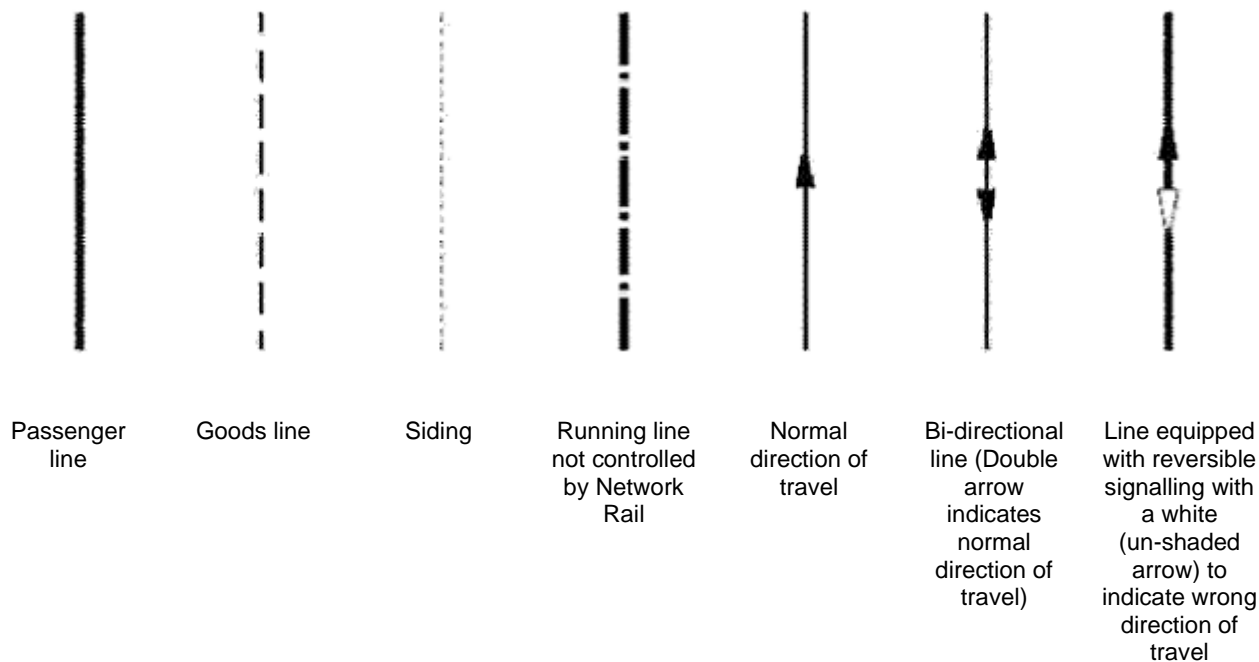 Passenger
line
Goods line
Siding
Running line
not controlled
by Network
Rail
Normal
direction of
travel
Bi-directional
line (Double
arrow
indicates
normal
direction of
travel)
Line equipped
with reversible
signalling with
a white
(un-shaded
arrow) to
indicate wrong
direction of
travel